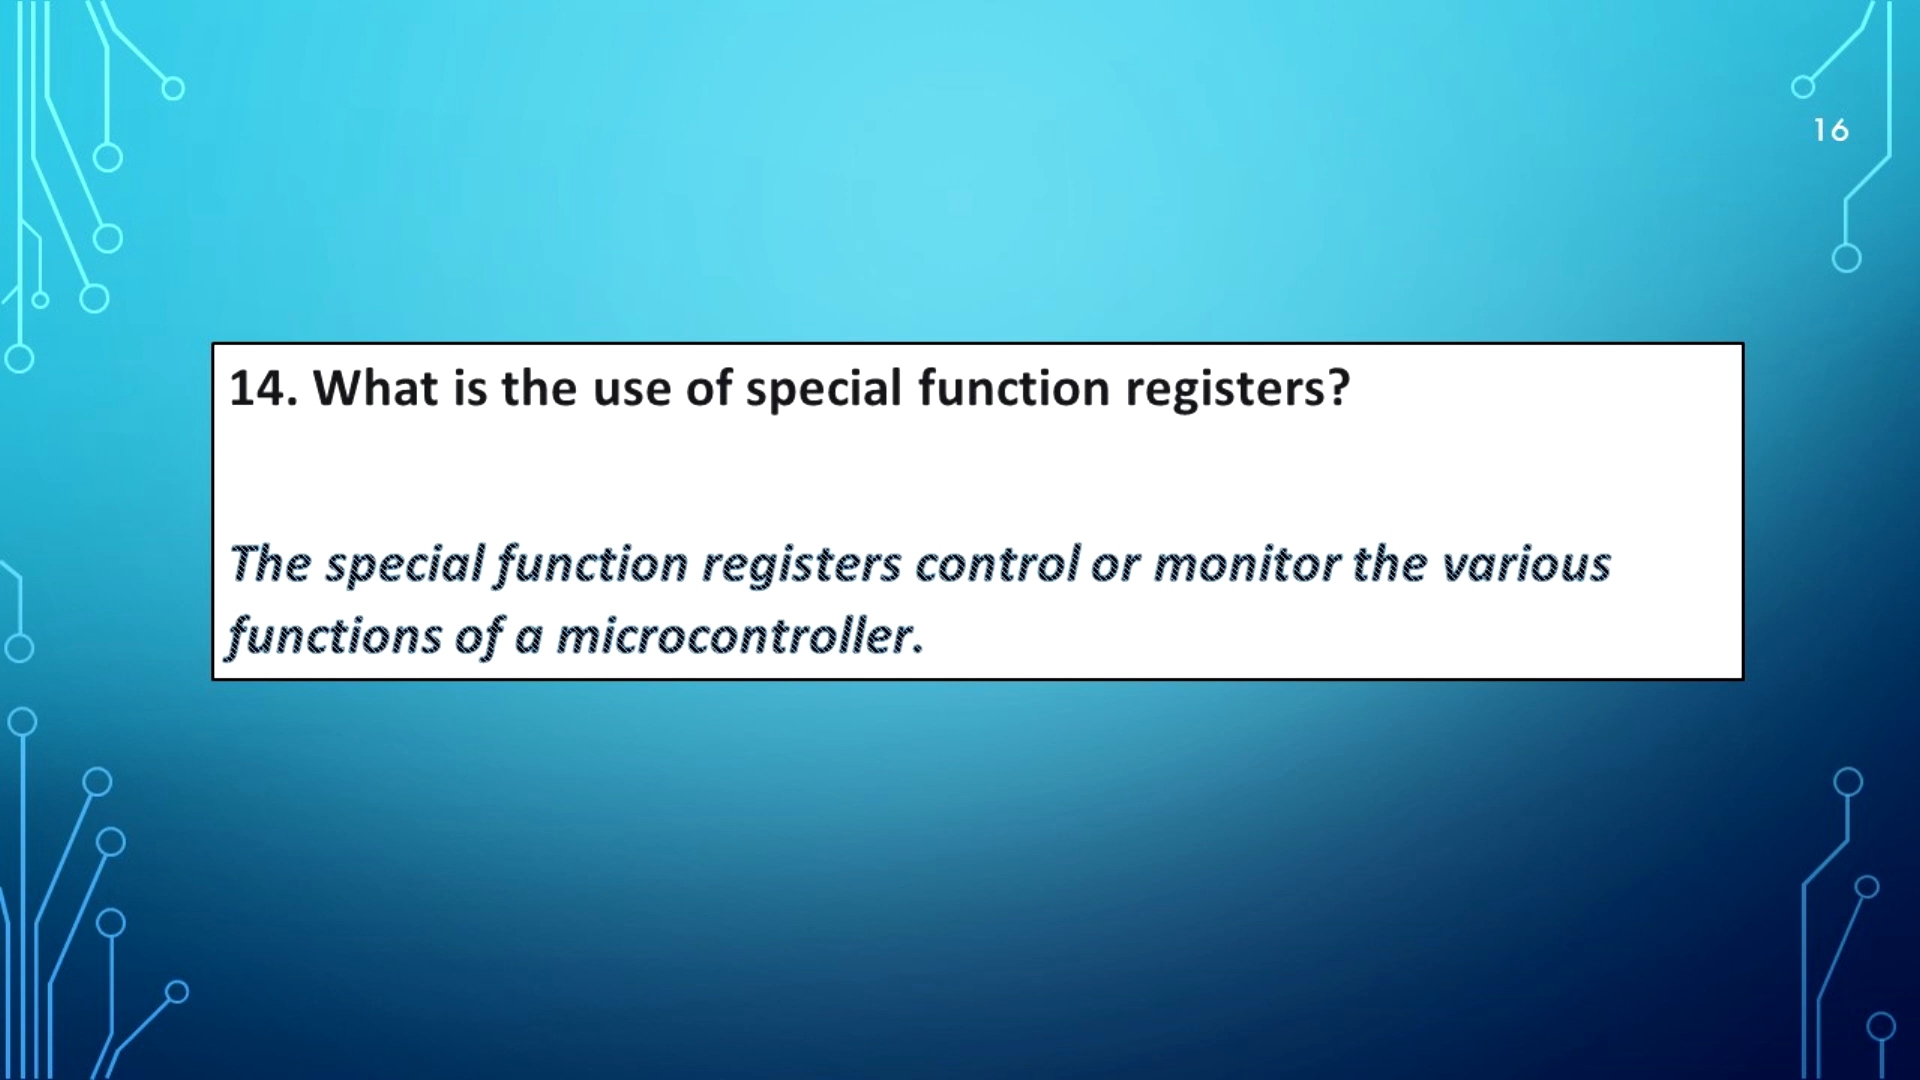 16
14. What is the use of special function registers?
The special function registers control or monitor the various
functions of a microcontroller.